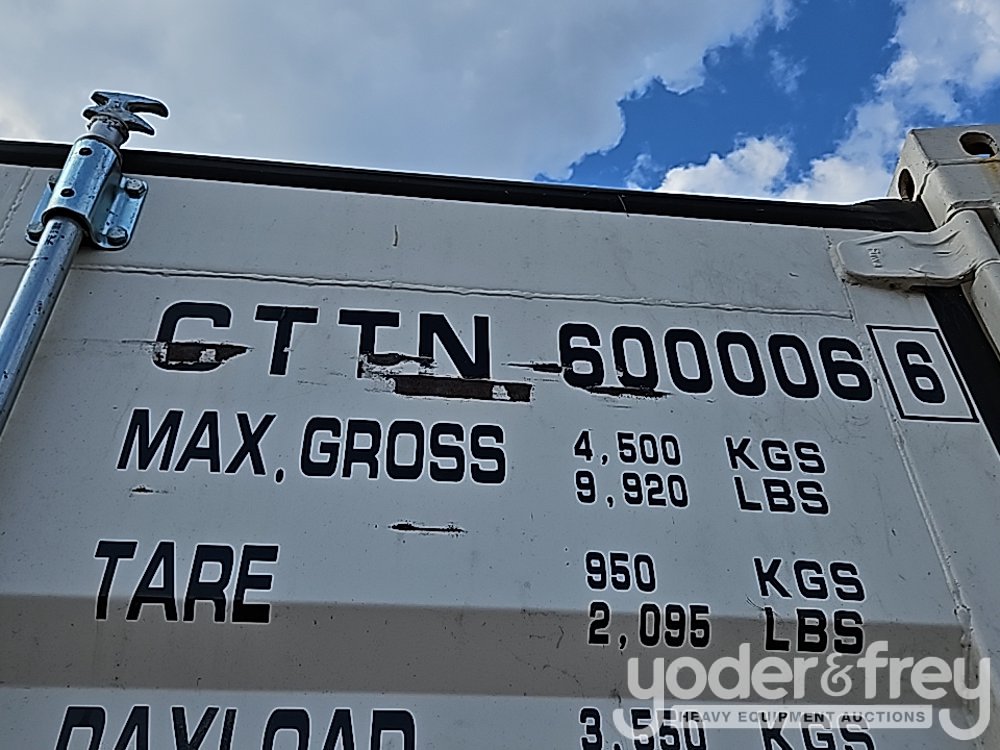 CTTN 600006 6
MAX, GROSS 4,500 KGS
9,920 LBS
TARE 950 KGS
2,095 LBS
PAYLOAD 3,550 KGS
yoder&frey
HEAVY EQUIPMENT AUCTIONS